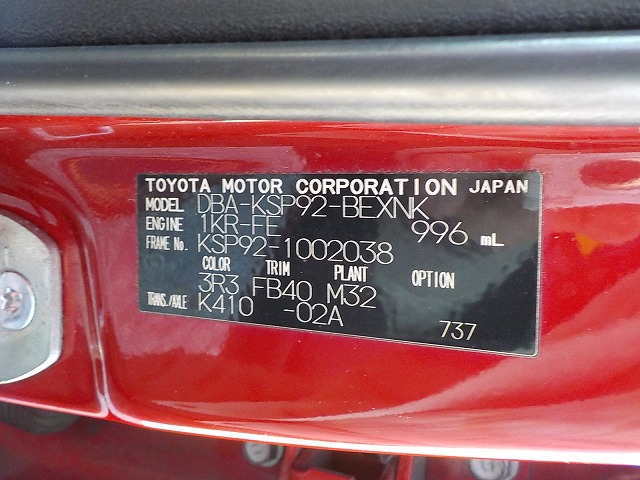 TOYOTA MOTOR CORPORATION JAPAN
MODEL DBA-KSP92-BEXNK
ENGINE 1KR-FE 996 mL
FRAME No. KSP92-1002038
COLOR TRIM PLANT OPTION
3R3 FB40 M32
TRANS./AXLE K410 -02A
737